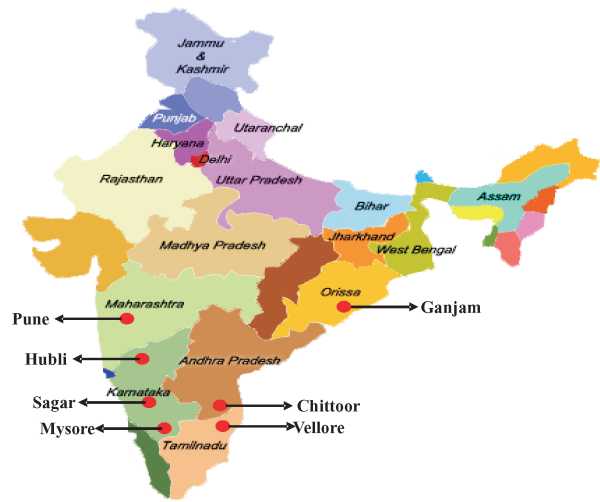 Jammu
&
Kashmir
Punjab
Utaranchal
Haryana
Delhi
Rajasthan
Uttar Pradesh
Assam
Bihar
Jharkhand
Madhya Pradesh
West Bengal
Orissa
Maharashtra
Ganjam
Pune
Hubli
Andhra Pradesh
Karnataka
Sagar
Chittoor
Mysore
Vellore
Tamilnadu